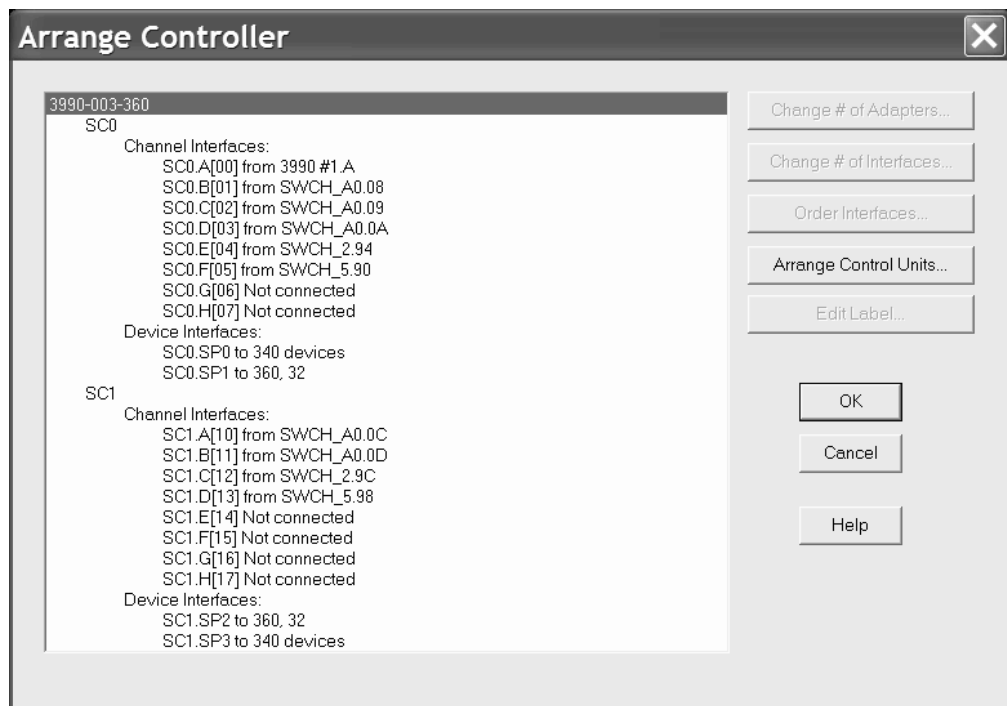 Arrange Controller
3990-003-360
SC0
Channel Interfaces:
SC0.A[00] from 3990 #1.A
SC0.B[01] from SWCH_A0.08
SC0.C[02] from SWCH_A0.09
SC0.D[03] from SWCH_A0.0A
SC0.E[04] from SWCH_2.94
SC0.F[05] from SWCH_5.90
SC0.G[06] Not connected
SC0.H[07] Not connected
Device Interfaces:
SC0.SP0 to 340 devices
SC0.SP1 to 360, 32
SC1
Channel Interfaces:
SC1.A[10] from SWCH_A0.0C
SC1.B[11] from SWCH_A0.0D
SC1.C[12] from SWCH_2.9C
SC1.D[13] from SWCH_5.98
SC1.E[14] Not connected
SC1.F[15] Not connected
SC1.G[16] Not connected
SC1.H[17] Not connected
Device Interfaces:
SC1.SP2 to 360, 32
SC1.SP3 to 340 devices
Change # of Adapters...
Change # of Interfaces...
Order Interfaces...
Arrange Control Units...
Edit Label...
OK
Cancel
Help